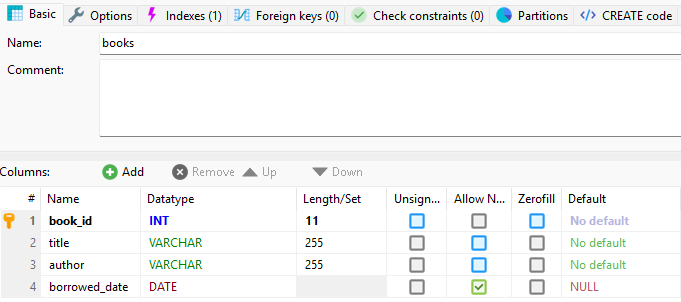 Basic Options Indexes (1) Foreign keys (0) Check constraints (0) Partitions CREATE code
Name: books
Comment:
Columns: Add Remove Up Down
# Name Datatype Length/Set Unsign... Allow N... Zerofill Default
1 book_id INT 11 No default
2 title VARCHAR 255 No default
3 author VARCHAR 255 No default
4 borrowed_date DATE NULL